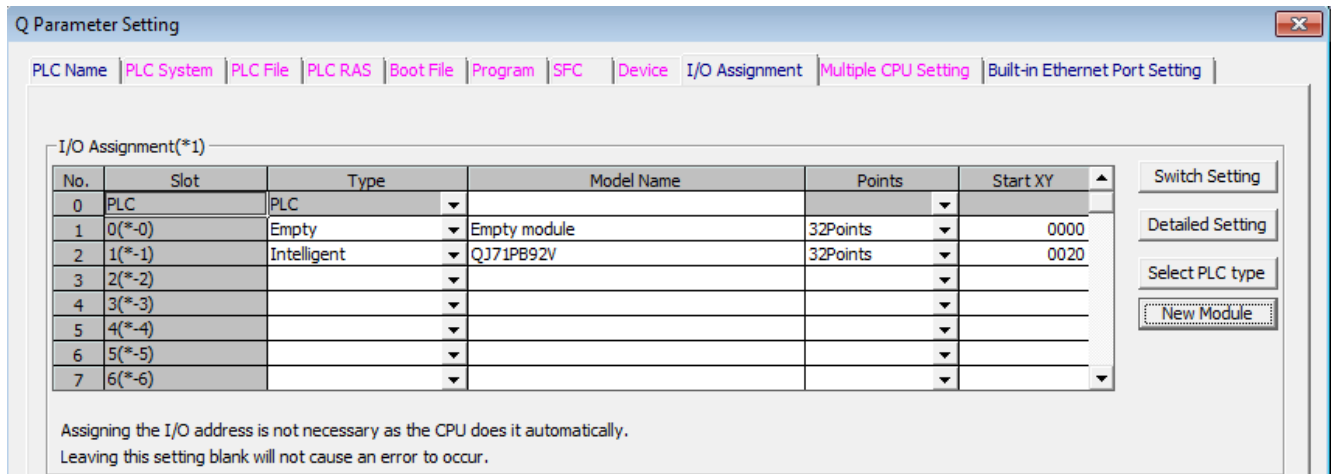 Q Parameter Setting
PLC Name PLC System PLC File PLC RAS Boot File Program SFC Device I/O Assignment Multiple CPU Setting Built-in Ethernet Port Setting
I/O Assignment(*1)
No. Slot Type Model Name Points Start XY
0 PLC PLC
1 0(*-0) Empty Empty module 32Points 0000
2 1(*-1) Intelligent QJ71PB92V 32Points 0020
3 2(*-2)
4 3(*-3)
5 4(*-4)
6 5(*-5)
7 6(*-6)
Switch Setting
Detailed Setting
Select PLC type
New Module
Assigning the I/O address is not necessary as the CPU does it automatically.
Leaving this setting blank will not cause an error to occur.